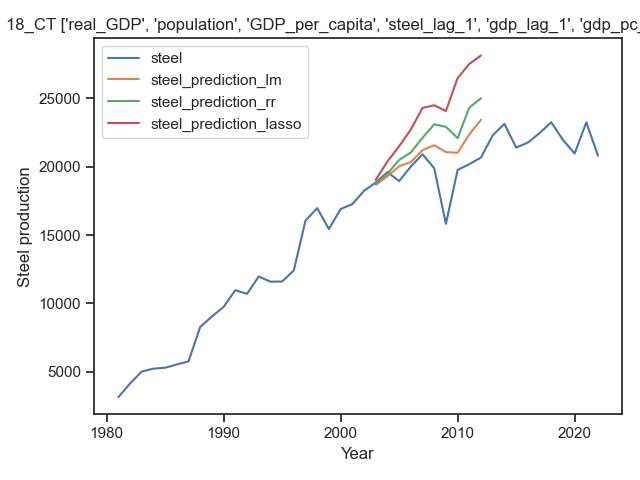 18_CT ['real_GDP', 'population', 'GDP_per_capita', 'steel_lag_1', 'gdp_lag_1', 'gdp_pc_
steel
steel_prediction_lm
steel_prediction_rr
steel_prediction_lasso
25000
20000
15000
10000
5000
Steel production
1980
1990
2000
2010
2020
Year